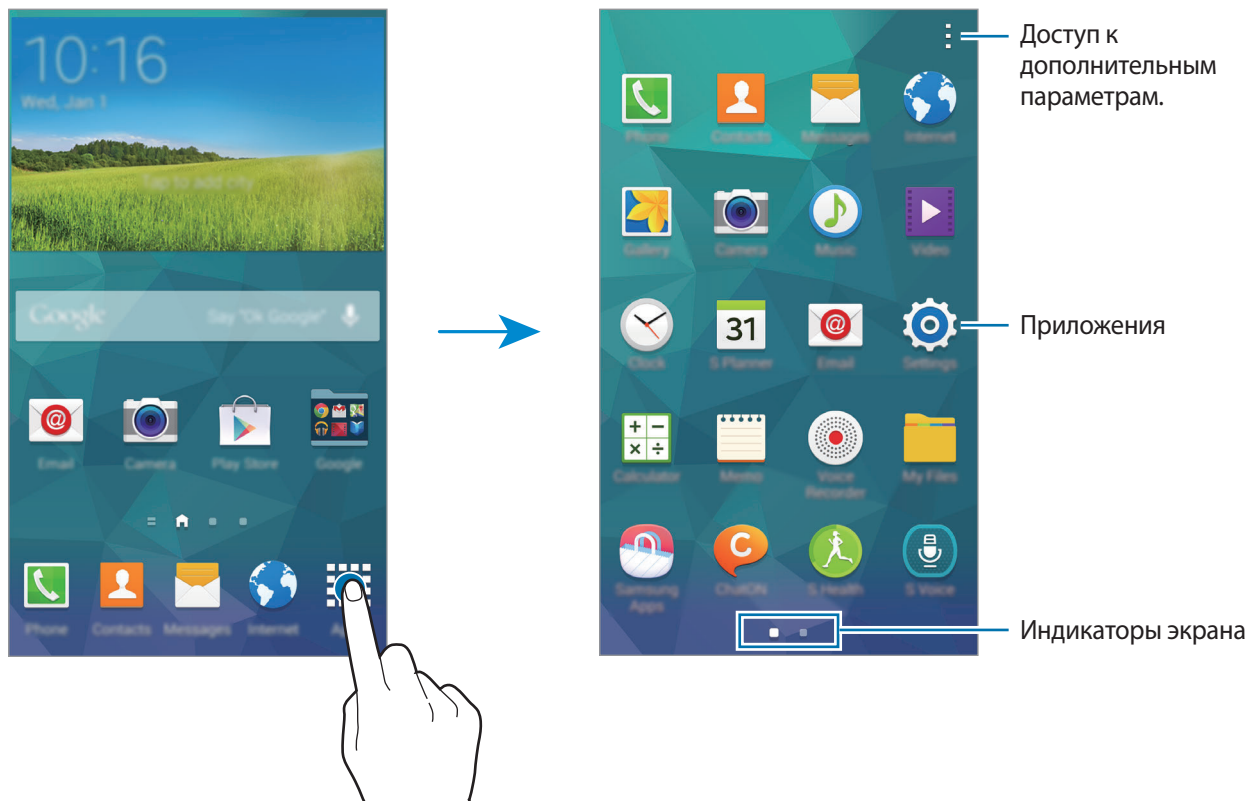 10:16
Wed, Jan 1
Tap to add city
Google
Say "Ok Google"
Email
Camera
Play Store
Google
Phone
Contacts
Messages
Internet
Доступ к
дополнительным
параметрам.
Phone
Contacts
Messages
Internet
Gallery
Camera
Music
Video
31
Clock
S Planner
Email
Settings
Приложения
Calculator
Memo
Voice
Recorder
My Files
Samsung
Apps
ChatON
S Health
S Voice
Индикаторы экрана